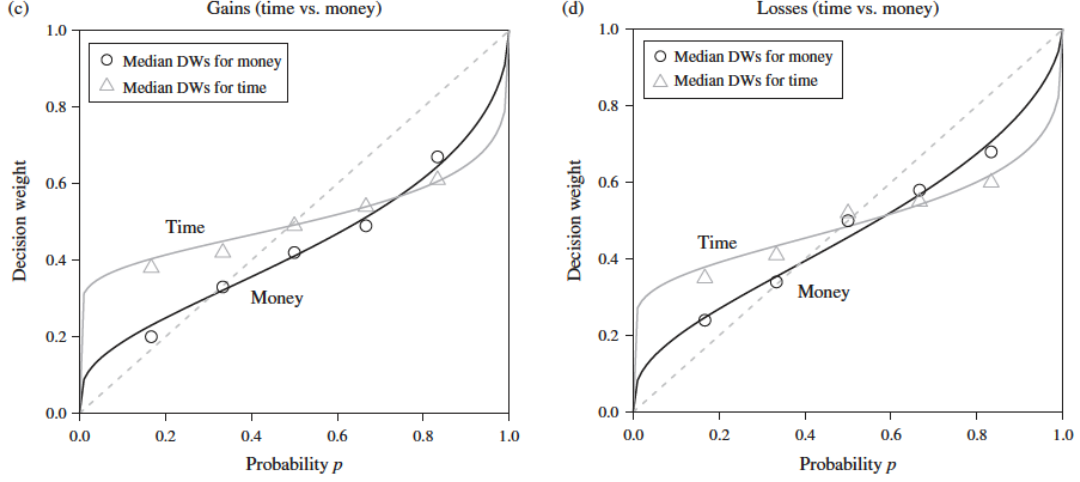 (c)
Gains (time vs. money)
1.0
0.8
0.6
0.4
0.2
0.0
Decision weight
Median DWs for money
Median DWs for time
Time
Money
0.0 0.2 0.4 0.6 0.8 1.0
Probability p
(d)
Losses (time vs. money)
1.0
0.8
0.6
0.4
0.2
0.0
Decision weight
Median DWs for money
Median DWs for time
Time
Money
0.0 0.2 0.4 0.6 0.8 1.0
Probability p